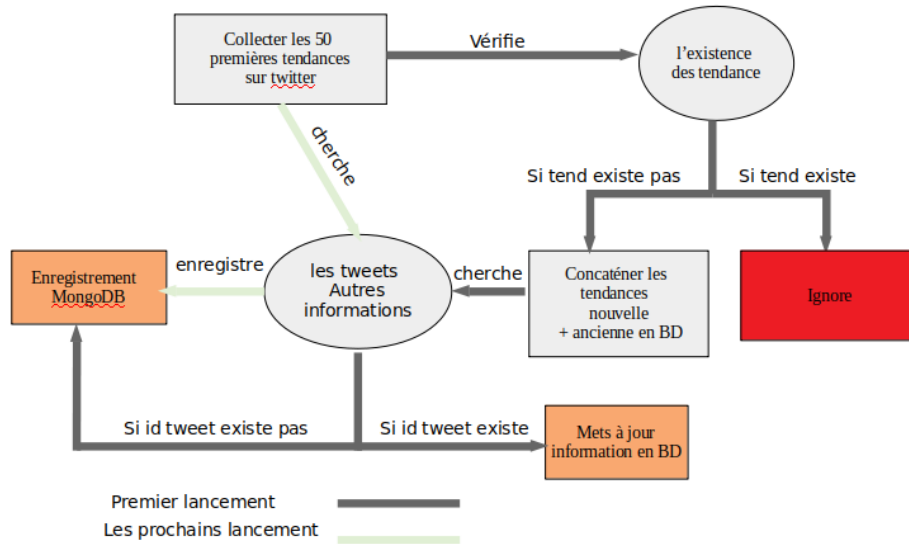 Collecter les 50
premières tendances
sur twitter
Vérifie
l'existence
des tendance
cherche
Si tend existe pas
Si tend existe
Enregistrement
MongoDB
enregistre
les tweets
Autres
informations
cherche
Concaténer les
tendances
nouvelle
+ ancienne en BD
Ignore
Si id tweet existe pas
Si id tweet existe
Mets à jour
information en BD
Premier lancement
Les prochains lancement